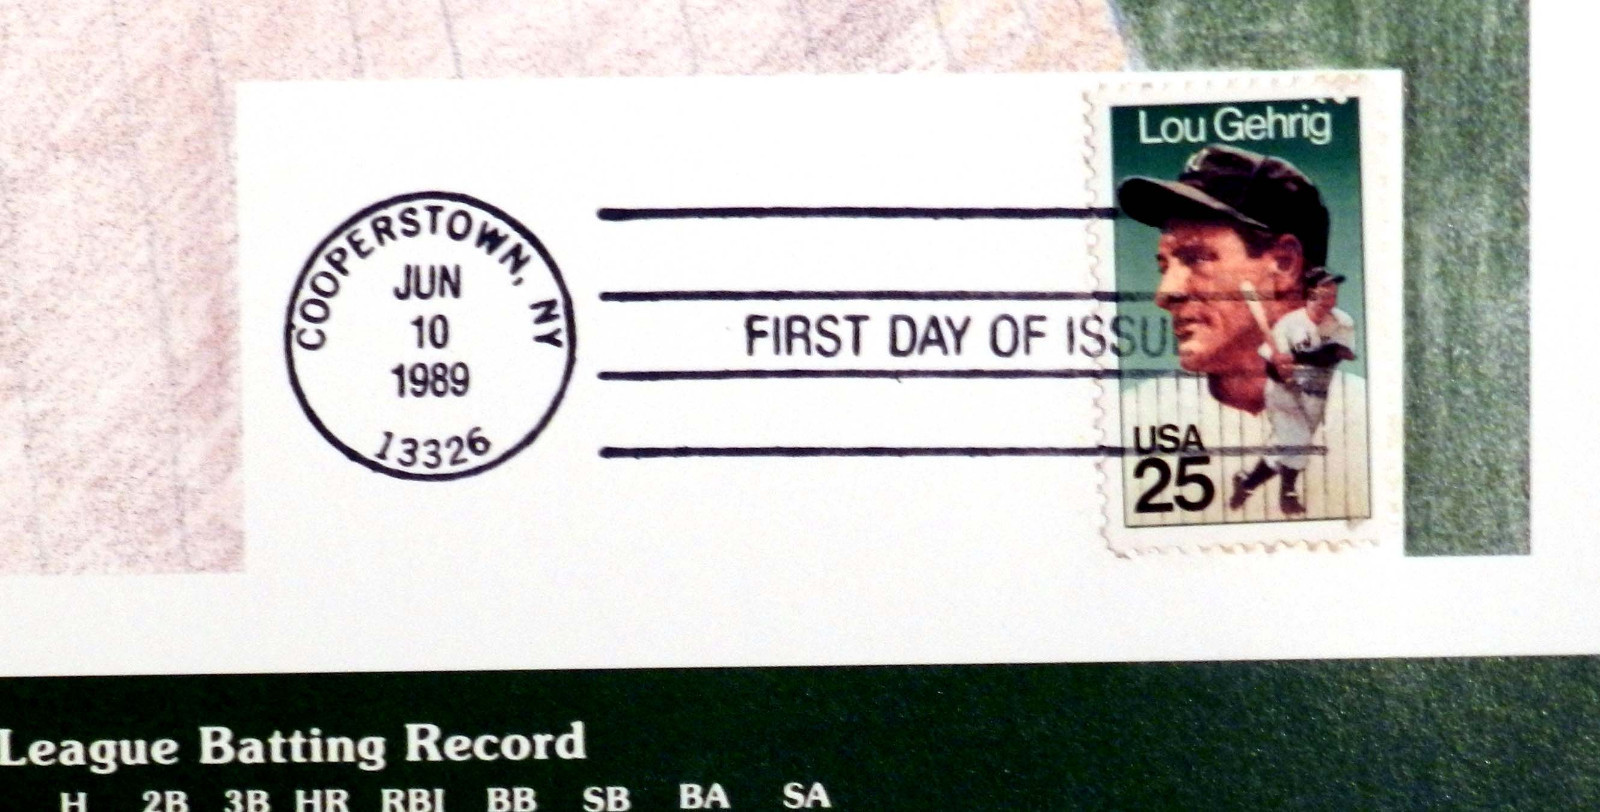 Lou Gehrig
COOPERSTOWN, NY
JUN
10
1989
13326
FIRST DAY OF ISSUE
USA
25
League Batting Record
H 2B 3B HR RBI BB SB BA SA